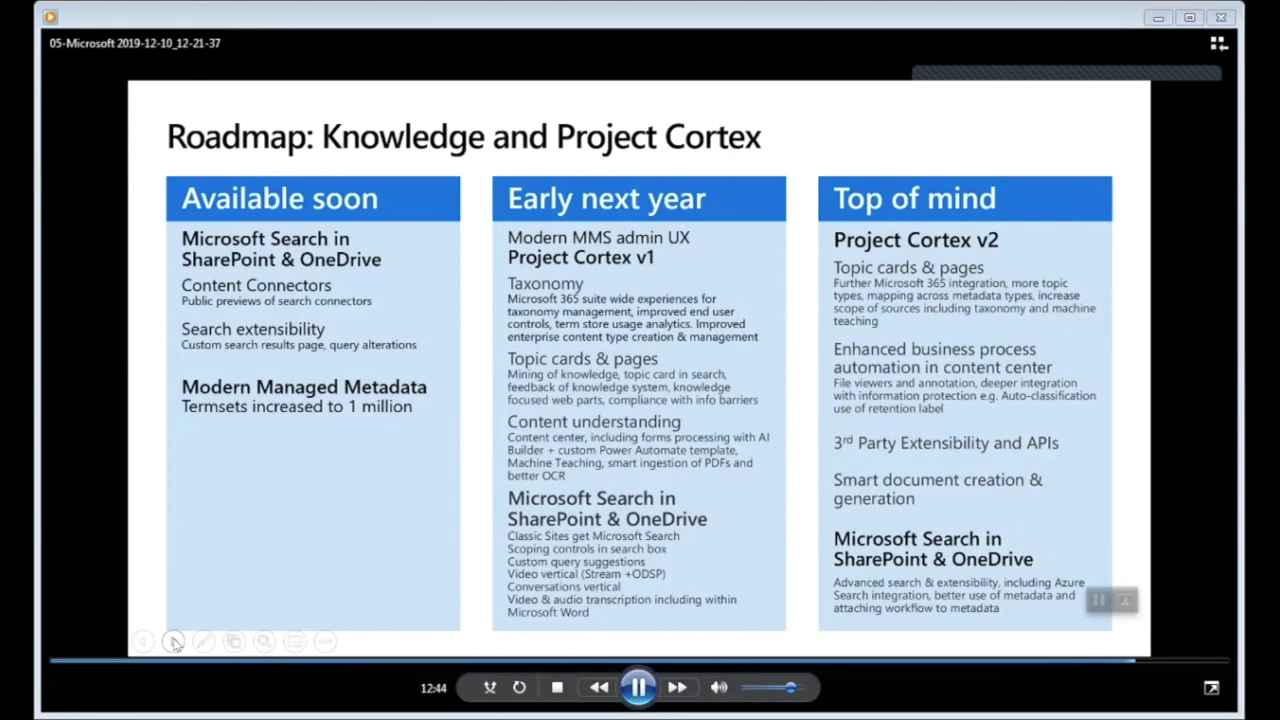 05-Microsoft 2019-12-10_12-21-37
Roadmap: Knowledge and Project Cortex
Available soon
Microsoft Search in
SharePoint & OneDrive
Content Connectors
Public previews of search connectors
Search extensibility
Custom search results page, query alterations
Modern Managed Metadata
Termsets increased to 1 million
Early next year
Modern MMS admin UX
Project Cortex v1
Taxonomy
Microsoft 365 suite wide experiences for
taxonomy management, improved end user
controls, term store usage analytics. Improved
enterprise content type creation & management
Topic cards & pages
Mining of knowledge, topic card in search,
feedback of knowledge system, knowledge
focused web parts, compliance with info barriers
Content understanding
Content center, including forms processing with AI
Builder + custom Power Automate template,
Machine Teaching, smart ingestion of PDFs and
better OCR
Microsoft Search in
SharePoint & OneDrive
Classic Sites get Microsoft Search
Scoping controls in search box
Custom query suggestions
Video vertical (Stream +ODSP)
Conversations vertical
Video & audio transcription including within
Microsoft Word
Top of mind
Project Cortex v2
Topic cards & pages
Further Microsoft 365 integration, more topic
types, mapping across metadata types, increase
scope of sources including taxonomy and machine
teaching
Enhanced business process
automation in content center
File viewers and annotation, deeper integration
with information protection e.g. Auto-classification
use of retention label
3rd Party Extensibility and APIs
Smart document creation &
generation
Microsoft Search in
SharePoint & OneDrive
Advanced search & extensibility, including Azure
Search integration, better use of metadata and
attaching workflow to metadata
12:44